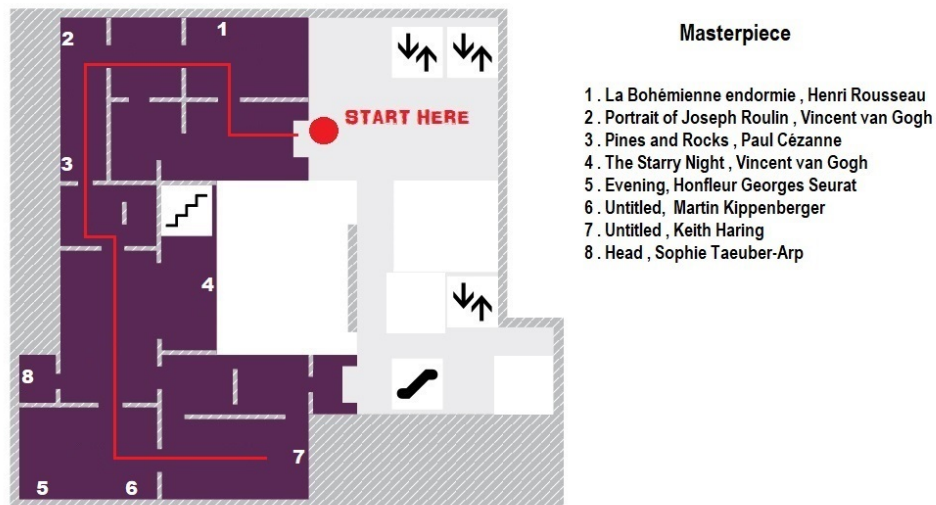 1
2
START HERE
3
4
8
7
5
6
Masterpiece
1 . La Bohémienne endormie , Henri Rousseau
2 . Portrait of Joseph Roulin , Vincent van Gogh
3 . Pines and Rocks , Paul Cézanne
4 . The Starry Night , Vincent van Gogh
5 . Evening, Honfleur Georges Seurat
6 . Untitled, Martin Kippenberger
7 . Untitled , Keith Haring
8 . Head , Sophie Taeuber-Arp